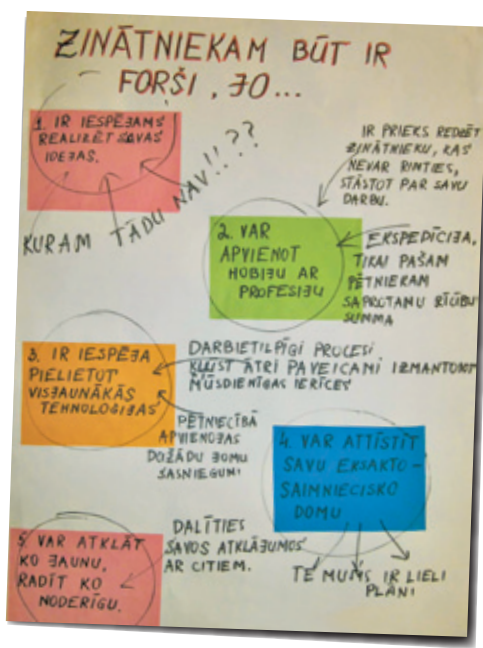 ZINĀTNIEKAM BŪT IR
FORŠI, JO...
1. IR IESPĒJAMS
REALIZĒT SAVAS
IDEJAS.
KURAM TĀDU NAV!!??
IR PRIEKS REDZĒT
ZINĀTNIEKU, KAS
NEVAR RIMTIES,
STĀSTOT PAR SAVU
DARBU.
2. VAR
APVIENOT
HOBIJU AR
PROFESIJU
EKSPEDĪCIJA,
TIKAI PAŠAM
PĒTNIEKAM
SAPROTAMU RĪCĪBU
SUMMA
3. IR IESPĒJA
PIELIETOT
VISJAUNĀKĀS
TEHNOLOĢIJAS
DARBIETILPĪGI PROCESI
KĻŪST ĀTRI PAVEICAMI IZMANTOJOT
MŪSDIENĪGAS IERĪCES
PĒTNIECĪBĀ
APVIENOJAS
DAŽĀDU JOMU
SASNIEGUMI
4. VAR ATTĪSTĪT
SAVU EKSAKTO-
SAIMNIECISKO
DOMU
TE MUMS IR LIELI
PLĀNI
5. VAR ATKLĀT
KO JAUNU,
RADĪT KO
NODERĪGU.
DALĪTIES
SAVOS ATKLĀJUMOS
AR CITIEM.